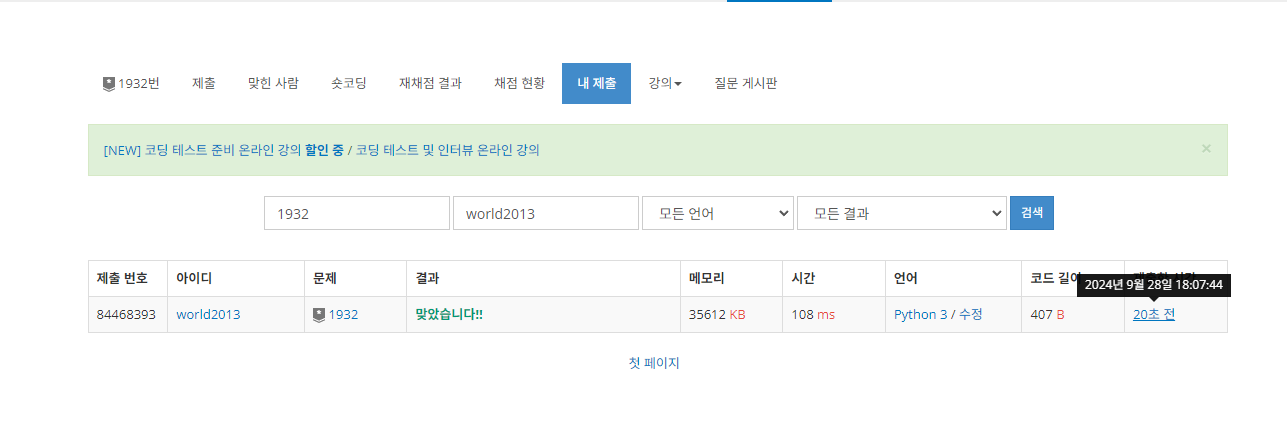 1932번 제출 맞힌 사람 숏코딩 재채점 결과 채점 현황 내 제출 강의 질문 게시판
[NEW] 코딩 테스트 준비 온라인 강의 할인 중 / 코딩 테스트 및 인터뷰 온라인 강의 ×
1932 world2013 모든 언어 모든 결과 검색
제출 번호 아이디 문제 결과 메모리 시간 언어 코드 길이
2024년 9월 28일 18:07:44
84468393 world2013 1932 맞았습니다!! 35612 KB 108 ms Python 3 / 수정 407 B 20초 전
첫 페이지